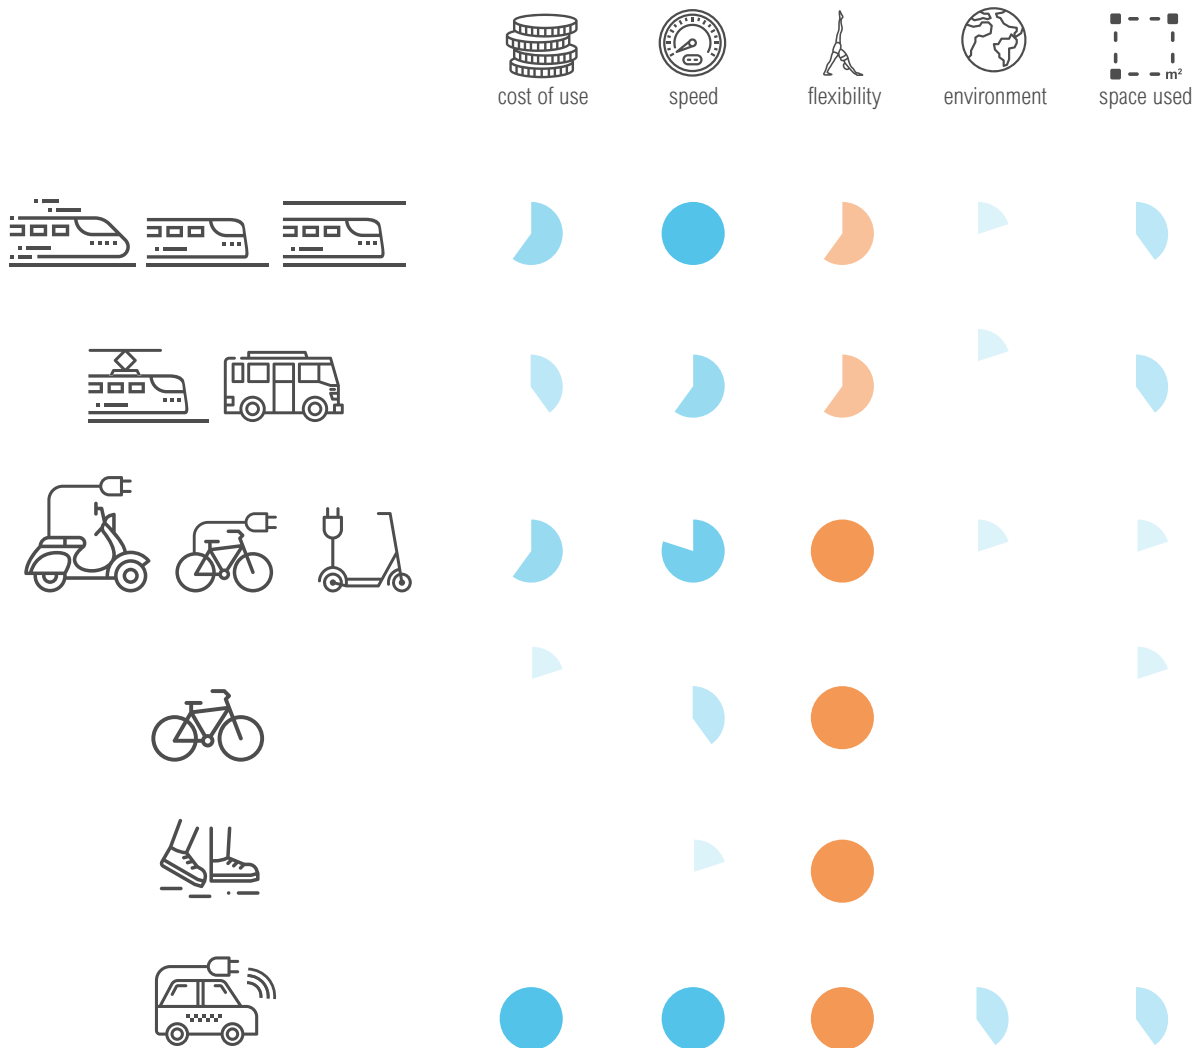 m²
cost of use
speed
flexibility
environment
space used